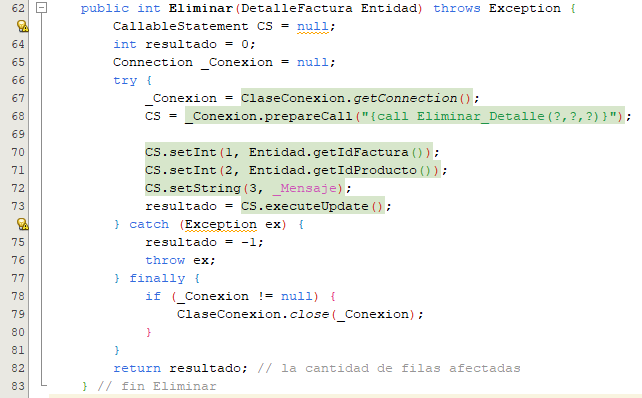 62 public int Eliminar(DetalleFactura Entidad) throws Exception {
CallableStatement CS = null;
64 int resultado = 0;
65 Connection _Conexion = null;
66 try {
67 _Conexion = ClaseConexion.getConnection();
68 CS = _Conexion.prepareCall("{call Eliminar_Detalle(?,?,?)}");
69
70 CS.setInt(1, Entidad.getIdFactura());
71 CS.setInt(2, Entidad.getIdProducto());
72 CS.setString(3, _Mensaje);
73 resultado = CS.executeUpdate();
} catch (Exception ex) {
75 resultado = -1;
76 throw ex;
77 } finally {
78 if (_Conexion != null) {
79 ClaseConexion.close(_Conexion);
80 }
81 }
82 return resultado; // la cantidad de filas afectadas
83 } // fin Eliminar